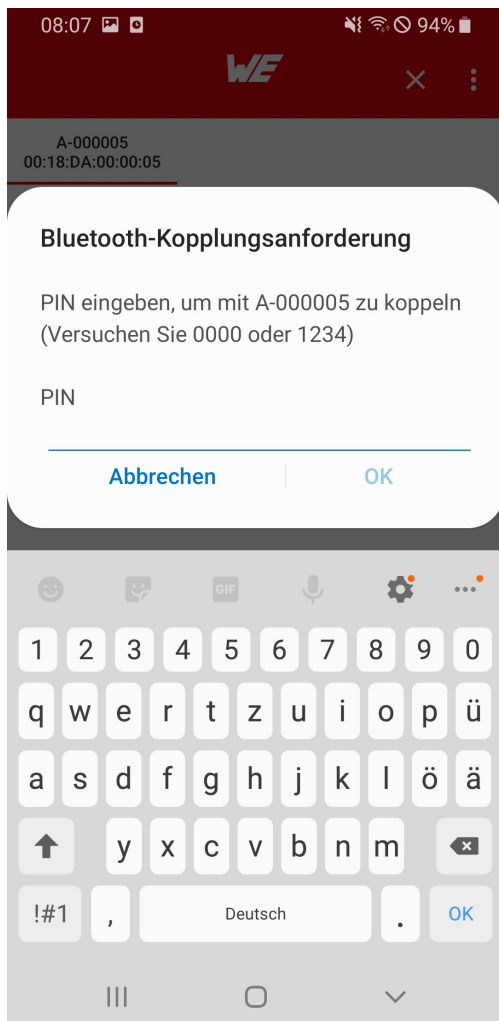 08:07 94%
WE
A-000005
00:18:DA:00:00:05
Bluetooth-Kopplungsanforderung
PIN eingeben, um mit A-000005 zu koppeln
(Versuchen Sie 0000 oder 1234)
PIN
Abbrechen OK
GIF
1 2 3 4 5 6 7 8 9 0
q w e r t z u i o p ü
a s d f g h j k l ö ä
y x c v b n m
!#1 , Deutsch . OK